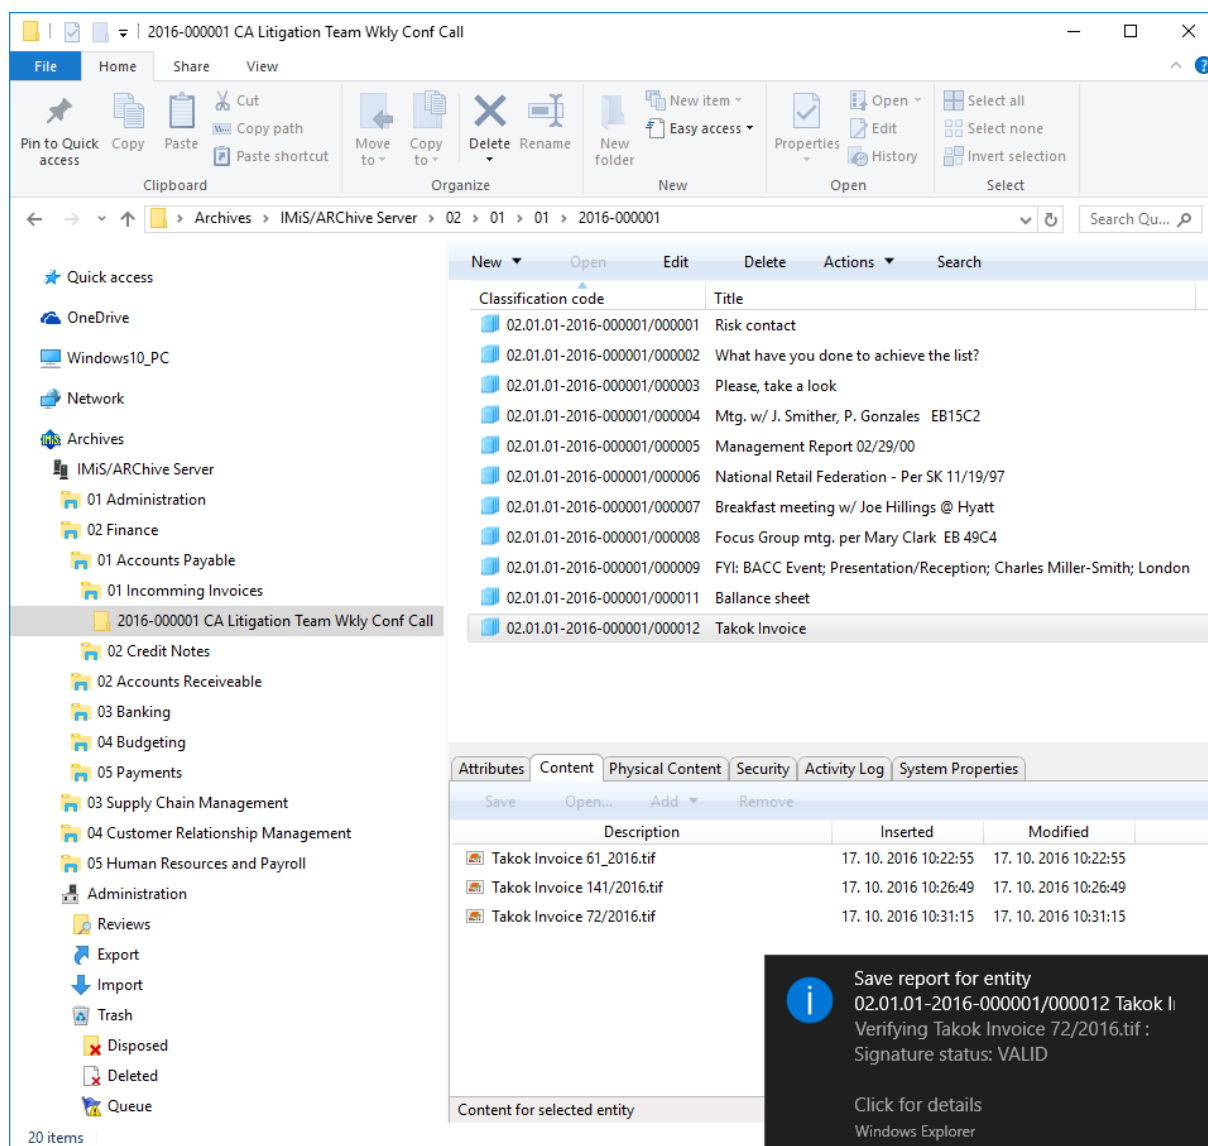 2016-000001 CA Litigation Team Wkly Conf Call
File Home Share View
Pin to Quick access
Copy
Paste
Cut
Copy path
Paste shortcut
Clipboard
Move to
Copy to
Delete
Rename
Organize
New folder
New item
Easy access
New
Properties
Open
Edit
History
Open
Select all
Select none
Invert selection
Select
Archives > IMiS/ARChive Server > 02 > 01 > 01 > 2016-000001
Search Qu...
Quick access
OneDrive
Windows10_PC
Network
Archives
IMiS/ARChive Server
01 Administration
02 Finance
01 Accounts Payable
01 Incomming Invoices
2016-000001 CA Litigation Team Wkly Conf Call
02 Credit Notes
02 Accounts Receiveable
03 Banking
04 Budgeting
05 Payments
03 Supply Chain Management
04 Customer Relationship Management
05 Human Resources and Payroll
Administration
Reviews
Export
Import
Trash
Disposed
Deleted
Queue
20 items
New Open Edit Delete Actions Search
Classification code Title
02.01.01-2016-000001/000001 Risk contact
02.01.01-2016-000001/000002 What have you done to achieve the list?
02.01.01-2016-000001/000003 Please, take a look
02.01.01-2016-000001/000004 Mtg. w/ J. Smither, P. Gonzales EB15C2
02.01.01-2016-000001/000005 Management Report 02/29/00
02.01.01-2016-000001/000006 National Retail Federation - Per SK 11/19/97
02.01.01-2016-000001/000007 Breakfast meeting w/ Joe Hillings @ Hyatt
02.01.01-2016-000001/000008 Focus Group mtg. per Mary Clark EB 49C4
02.01.01-2016-000001/000009 FYI: BACC Event; Presentation/Reception; Charles Miller-Smith; London
02.01.01-2016-000001/000011 Ballance sheet
02.01.01-2016-000001/000012 Takok Invoice
Attributes Content Physical Content Security Activity Log System Properties
Save Open... Add Remove
Description Inserted Modified
Takok Invoice 61_2016.tif 17. 10. 2016 10:22:55 17. 10. 2016 10:22:55
Takok Invoice 141/2016.tif 17. 10. 2016 10:26:49 17. 10. 2016 10:26:49
Takok Invoice 72/2016.tif 17. 10. 2016 10:31:15 17. 10. 2016 10:31:15
Content for selected entity
Save report for entity
02.01.01-2016-000001/000012 Takok I
Verifying Takok Invoice 72/2016.tif :
Signature status: VALID
Click for details
Windows Explorer